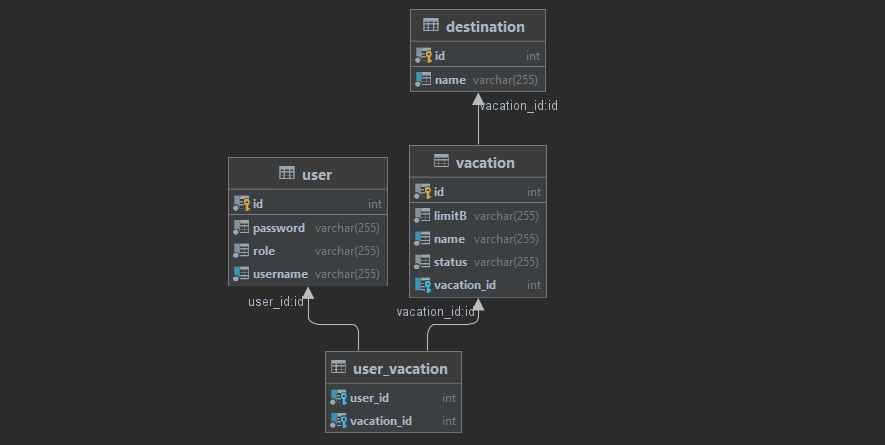 destination
id int
name varchar(255)
vacation_id:id
vacation
id int
limitB varchar(255)
name varchar(255)
status varchar(255)
vacation_id int
user
id int
password varchar(255)
role varchar(255)
username varchar(255)
user_id:id
vacation_id:id
user_vacation
user_id int
vacation_id int